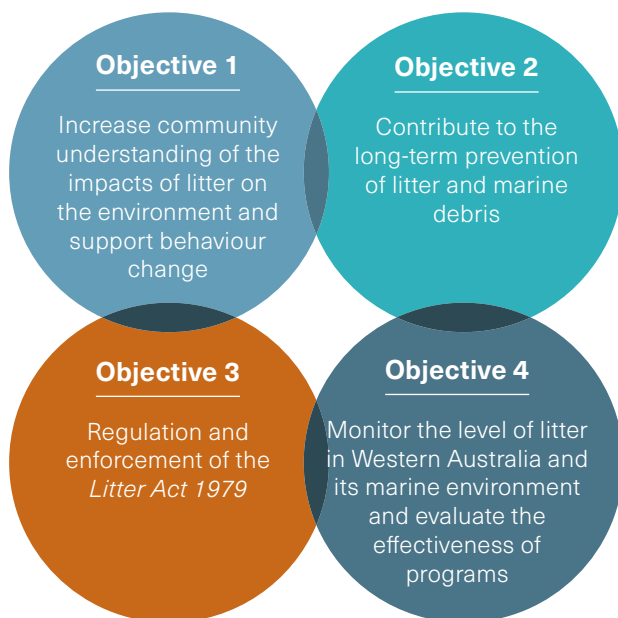 Objective 1
Increase community
understanding of the
impacts of litter on
the environment and
support behaviour
change
Objective 2
Contribute to the
long-term prevention
of litter and marine
debris
Objective 3
Regulation and
enforcement of the
Litter Act 1979
Objective 4
Monitor the level of litter
in Western Australia and
its marine environment
and evaluate the
effectiveness of
programs